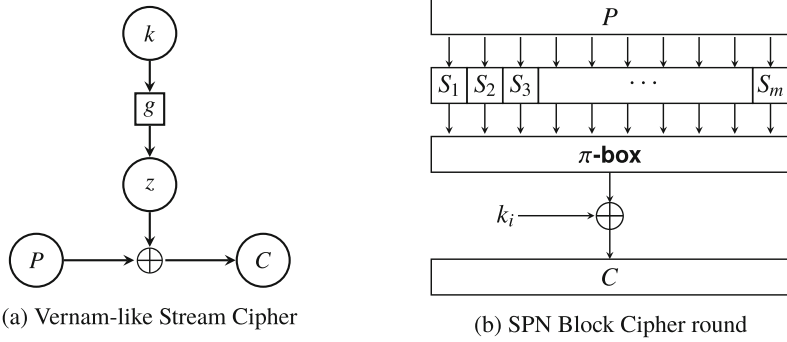 k
g
z
P C
(a) Vernam-like Stream Cipher
P
S1 S2 S3 ··· Sm
π-box
ki
C
(b) SPN Block Cipher round